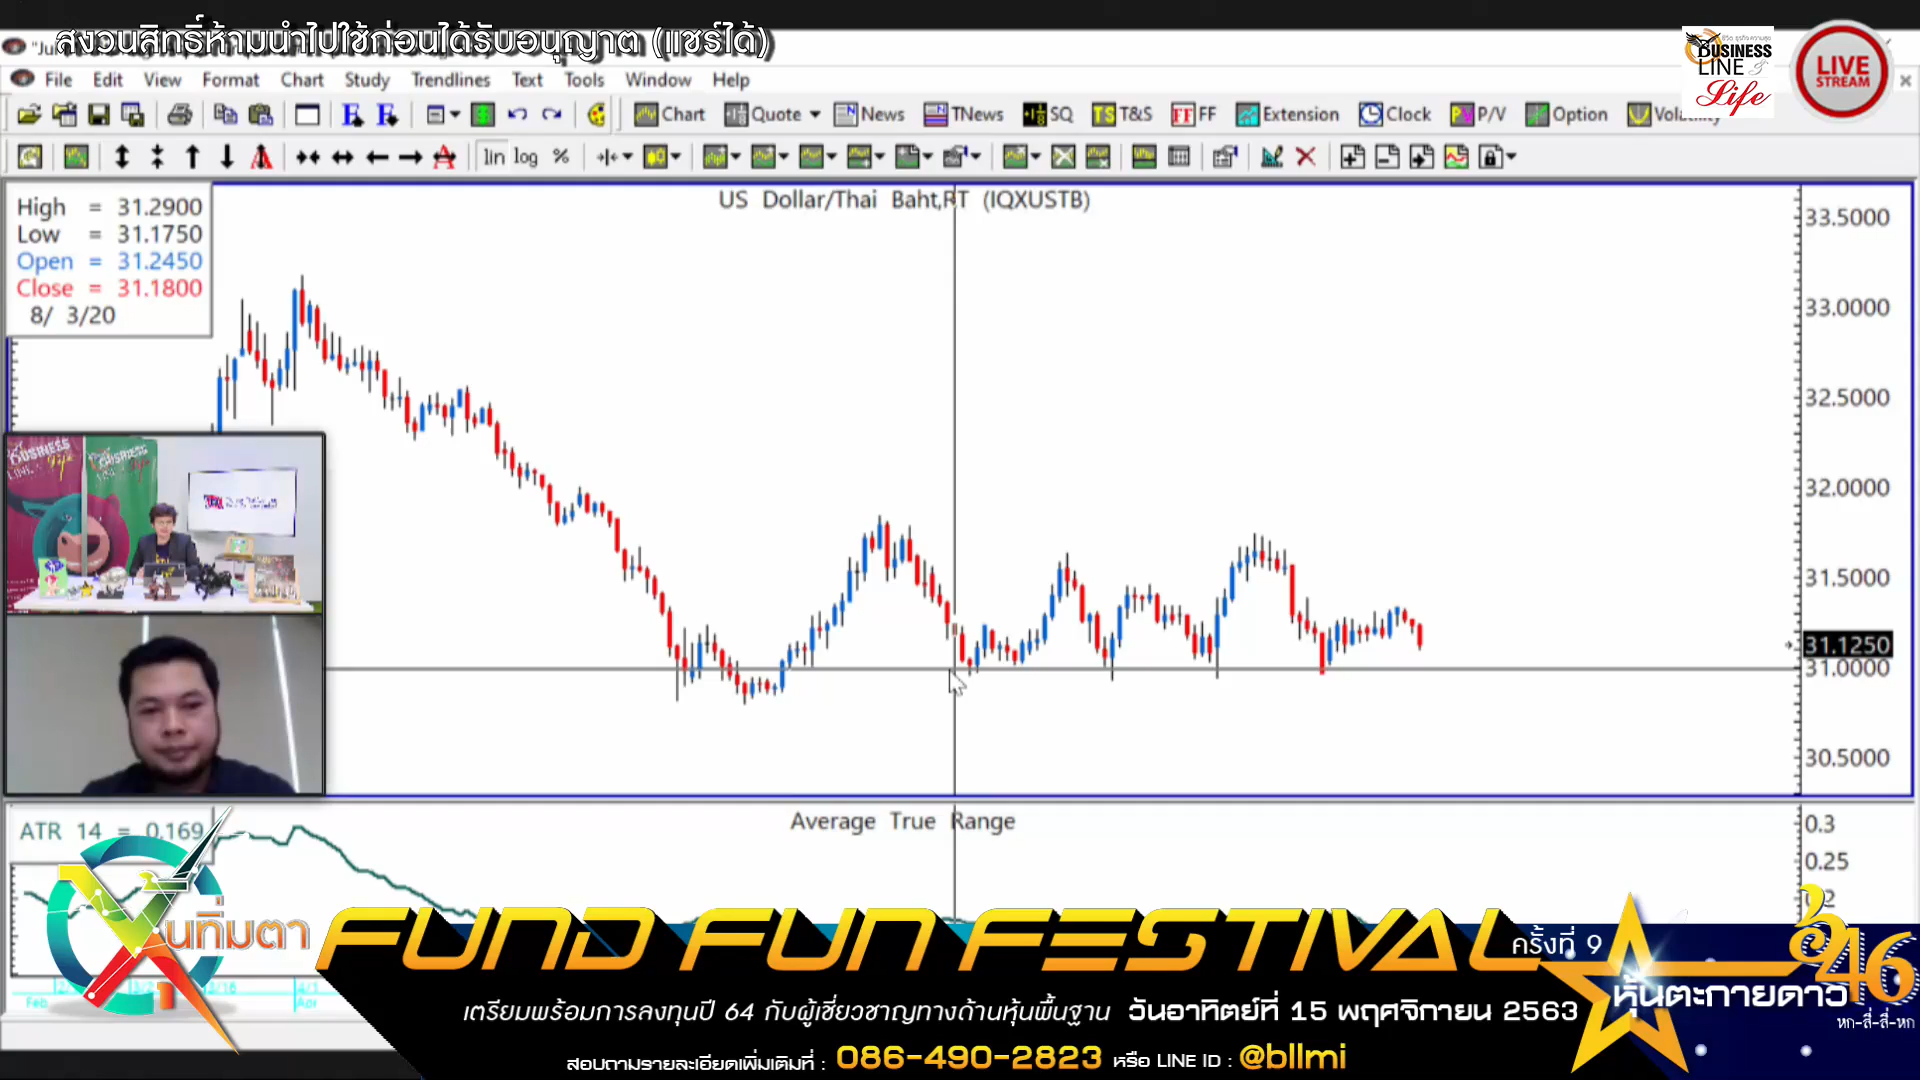 สงวนสิทธิ์ห้ามนำไปใช้ก่อนได้รับอนุญาต (แชร์ได้)
BUSINESS
LINE &
Life
LIVE
STREAM
File Edit View Format Chart Study Trendlines Text Tools Window Help
Chart Quote News TNews SQ T&S FF Extension Clock P/V Option
lin log %
US Dollar/Thai Baht,RT (IQXUSTB)
High = 31.2900
Low = 31.1750
Open = 31.2450
Close = 31.1800
8/ 3/20
33.5000
33.0000
32.5000
32.0000
31.5000
31.1250
31.0000
30.5000
ATR 14 = 0.169
Average True Range
0.3
0.25
Feb
Apr
หุ้นทิ่มตา
FUND FUN FESTIVAL
ครั้งที่ 9
เตรียมพร้อมการลงทุนปี 64 กับผู้เชี่ยวชาญทางด้านหุ้นพื้นฐาน วันอาทิตย์ที่ 15 พฤศจิกายน 2563
หุ้นตะกายดาว
หก-สี่-สี่-หก
สอบถามรายละเอียดเพิ่มเติมที่ : 086-490-2823 หรือ LINE ID : @bllmi